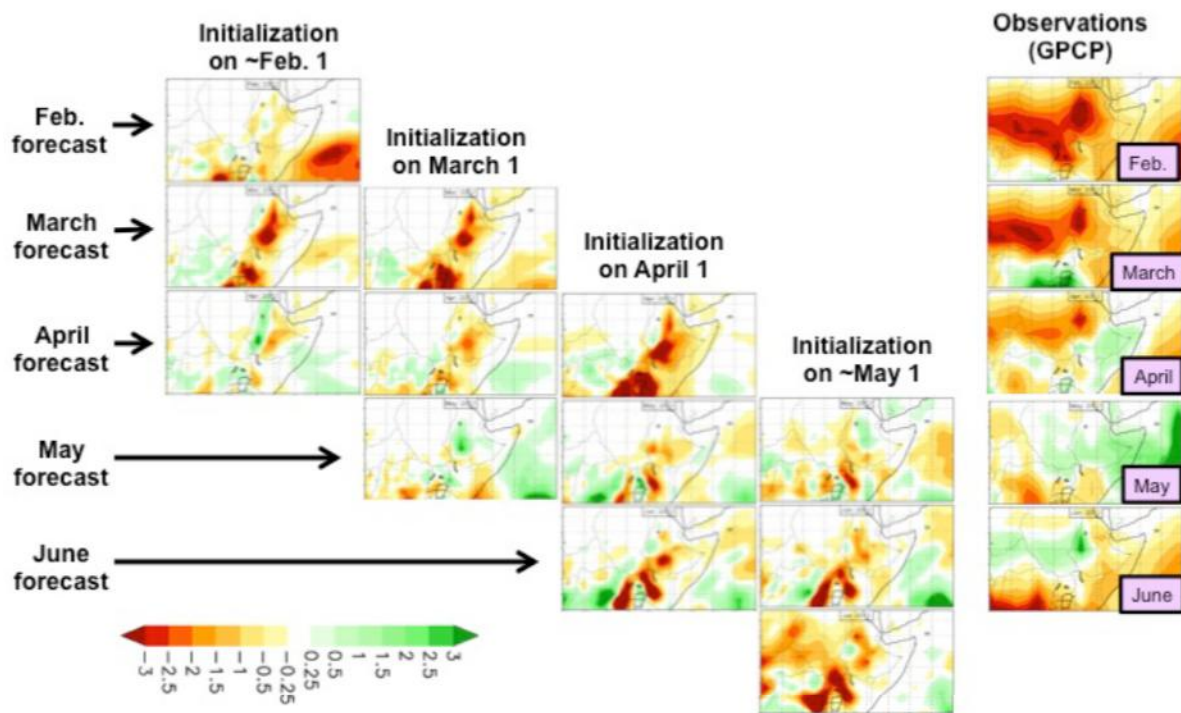 Initialization
on ~Feb. 1
Observations
(GPCP)
Feb.
forecast
Initialization
on March 1
Feb.
March
forecast
Initialization
on April 1
March
April
forecast
Initialization
on ~May 1
April
May
forecast
May
June
forecast
June
-3
-2.5
-2
-1.5
-1
-0.5
-0.25
0.25
0.5
1
1.5
2
2.5
3